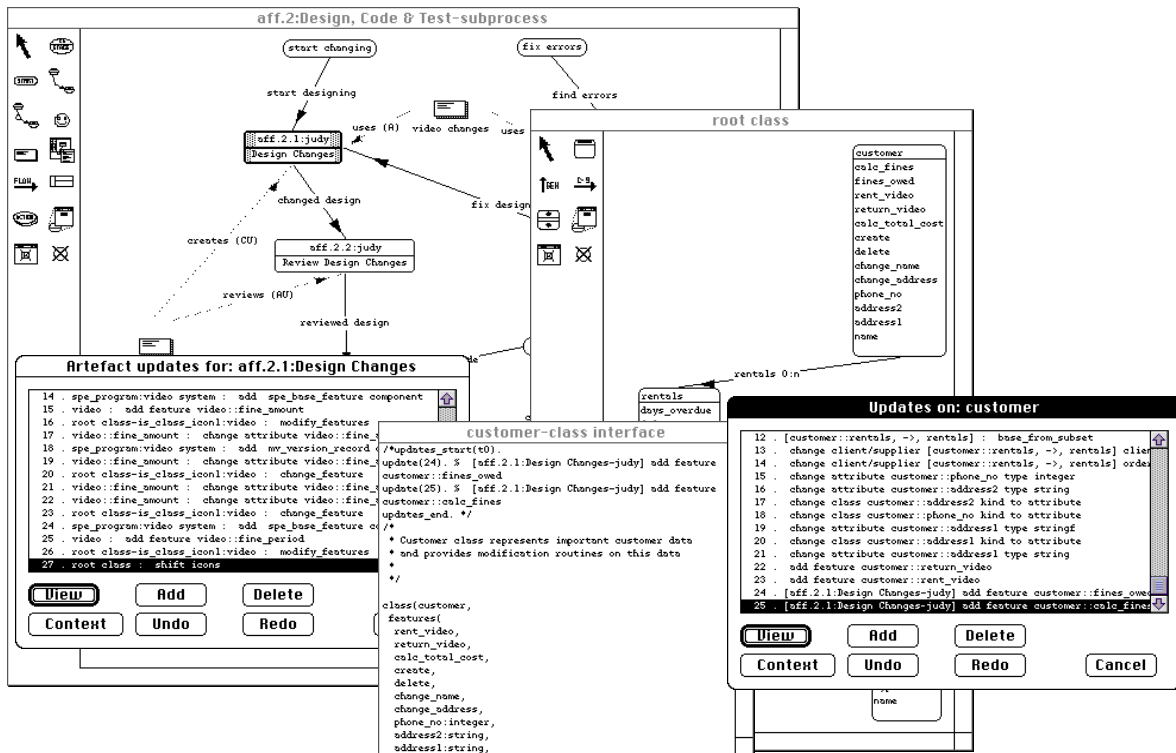 aff.2:Design, Code & Test-subprocess
start changing
fix errors
start designing
find errors
uses (A)
video changes
uses
aff.2.1:judy
Design Changes
changed design
fix design
creates (CU)
aff.2.2:judy
Review Design Changes
reviews (AU)
reviewed design
START
FLOW
root class
GEN
customer
calc_fines
fines_owed
rent_video
return_video
calc_total_cost
create
delete
change_name
change_address
phone_no
address2
address1
name
rentals 0:n
rentals
days_overdue
name
Artefact updates for: aff.2.1:Design Changes
14 . spe_program:video system : add spe_base_feature component
15 . video : add feature video::fine_amount
16 . root class-is_class_icon1:video : modify_features
17 . video::fine_amount : change attribute video::fine_
18 . spe_program:video system : add mv_version_record
19 . video::fine_amount : change attribute video::fine_
20 . root class-is_class_icon1:video : change_feature
21 . video::fine_amount : change attribute video::fine_
22 . video::fine_amount : change attribute video::fine_
23 . root class-is_class_icon1:video : change_feature
24 . spe_program:video system : add spe_base_feature
25 . video : add feature video::fine_period
26 . root class-is_class_icon1:video : modify_features
27 . root class : shift icons
View
Add
Delete
Context
Undo
Redo
customer-class interface
/*updates_start(t0).
update(24). % [aff.2.1:Design Changes-judy] add feature
customer::fines_owed
update(25). % [aff.2.1:Design Changes-judy] add feature
customer::calc_fines
updates_end. */
/*
* Customer class represents important customer data
* and provides modification routines on this data
*
*/
class(customer,
features(
rent_video,
return_video,
calc_total_cost,
create,
delete,
change_name,
change_address,
phone_no:integer,
address2:string,
address1:string,
Updates on: customer
12 . [customer::rentals, ->, rentals] : base_from_subset
13 . change client/supplier [customer::rentals, ->, rentals] clien
14 . change client/supplier [customer::rentals, ->, rentals] order
15 . change attribute customer::phone_no type integer
16 . change attribute customer::address2 type string
17 . change class customer::address2 kind to attribute
18 . change class customer::phone_no kind to attribute
19 . change attribute customer::address1 type stringf
20 . change class customer::address1 kind to attribute
21 . change attribute customer::address1 type string
22 . add feature customer::return_video
23 . add feature customer::rent_video
24 . [aff.2.1:Design Changes-judy] add feature customer::fines_owed
25 . [aff.2.1:Design Changes-judy] add feature customer::calc_fines
View
Add
Delete
Context
Undo
Redo
Cancel